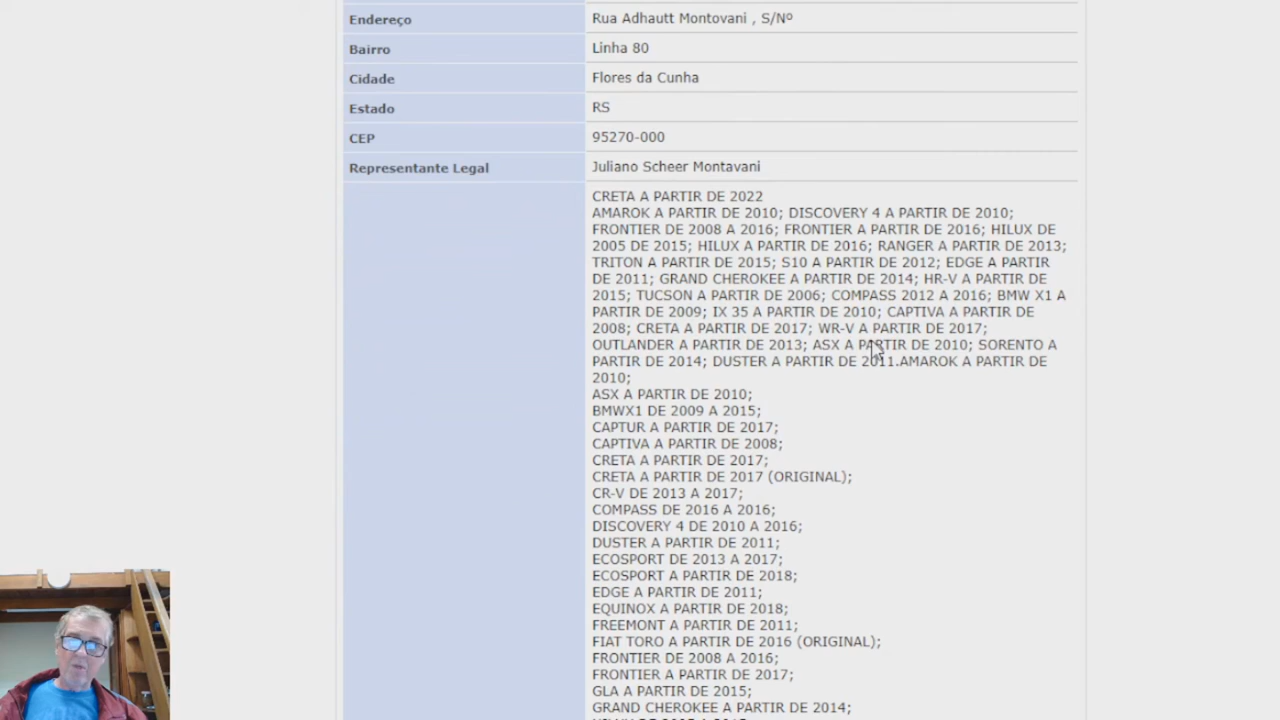 Endereço
Rua Adhautt Montovani , S/Nº
Bairro
Linha 80
Cidade
Flores da Cunha
Estado
RS
CEP
95270-000
Representante Legal
Juliano Scheer Montavani
CRETA A PARTIR DE 2022
AMAROK A PARTIR DE 2010; DISCOVERY 4 A PARTIR DE 2010;
FRONTIER DE 2008 A 2016; FRONTIER A PARTIR DE 2016; HILUX DE
2005 DE 2015; HILUX A PARTIR DE 2016; RANGER A PARTIR DE 2013;
TRITON A PARTIR DE 2015; S10 A PARTIR DE 2012; EDGE A PARTIR
DE 2011; GRAND CHEROKEE A PARTIR DE 2014; HR-V A PARTIR DE
2015; TUCSON A PARTIR DE 2006; COMPASS 2012 A 2016; BMW X1 A
PARTIR DE 2009; IX 35 A PARTIR DE 2010; CAPTIVA A PARTIR DE
2008; CRETA A PARTIR DE 2017; WR-V A PARTIR DE 2017;
OUTLANDER A PARTIR DE 2013; ASX A PARTIR DE 2010; SORENTO A
PARTIR DE 2014; DUSTER A PARTIR DE 2011.AMAROK A PARTIR DE
2010;
ASX A PARTIR DE 2010;
BMWX1 DE 2009 A 2015;
CAPTUR A PARTIR DE 2017;
CAPTIVA A PARTIR DE 2008;
CRETA A PARTIR DE 2017;
CRETA A PARTIR DE 2017 (ORIGINAL);
CR-V DE 2013 A 2017;
COMPASS DE 2016 A 2016;
DISCOVERY 4 DE 2010 A 2016;
DUSTER A PARTIR DE 2011;
ECOSPORT DE 2013 A 2017;
ECOSPORT A PARTIR DE 2018;
EDGE A PARTIR DE 2011;
EQUINOX A PARTIR DE 2018;
FREEMONT A PARTIR DE 2011;
FIAT TORO A PARTIR DE 2016 (ORIGINAL);
FRONTIER DE 2008 A 2016;
FRONTIER A PARTIR DE 2017;
GLA A PARTIR DE 2015;
GRAND CHEROKEE A PARTIR DE 2014;